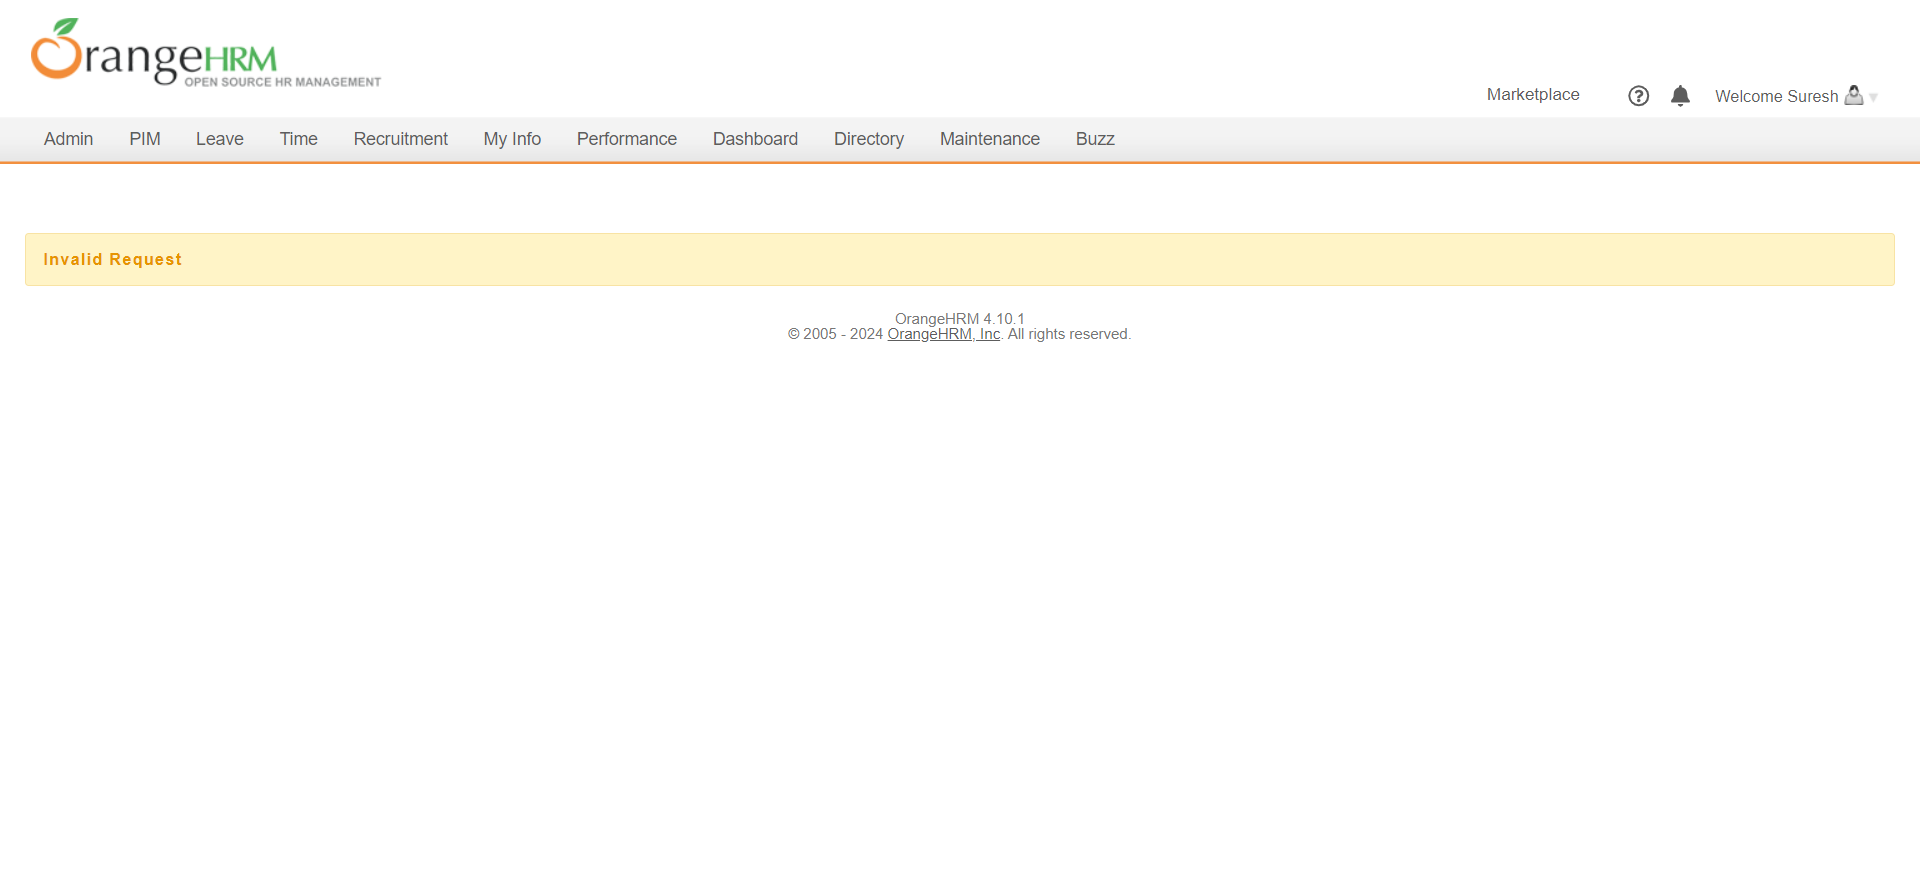 OrangeHRM
OPEN SOURCE HR MANAGEMENT
Marketplace
Welcome Suresh
Admin PIM Leave Time Recruitment My Info Performance Dashboard Directory Maintenance Buzz
Invalid Request
OrangeHRM 4.10.1
© 2005 - 2024 OrangeHRM, Inc. All rights reserved.